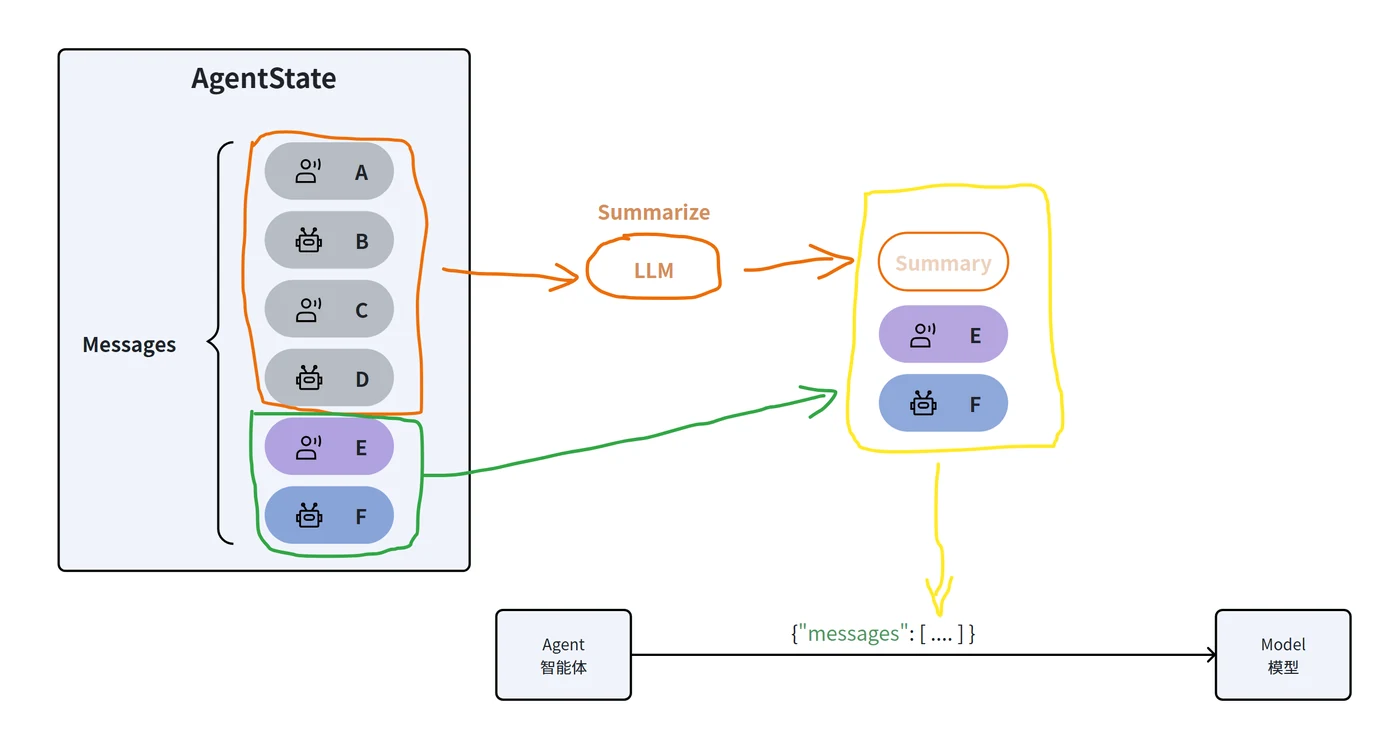 AgentState
A
B
C
D
E
F
Messages
Summarize
LLM
Summary
E
F
{"messages": [ .... ] }
Agent
智能体
Model
模型